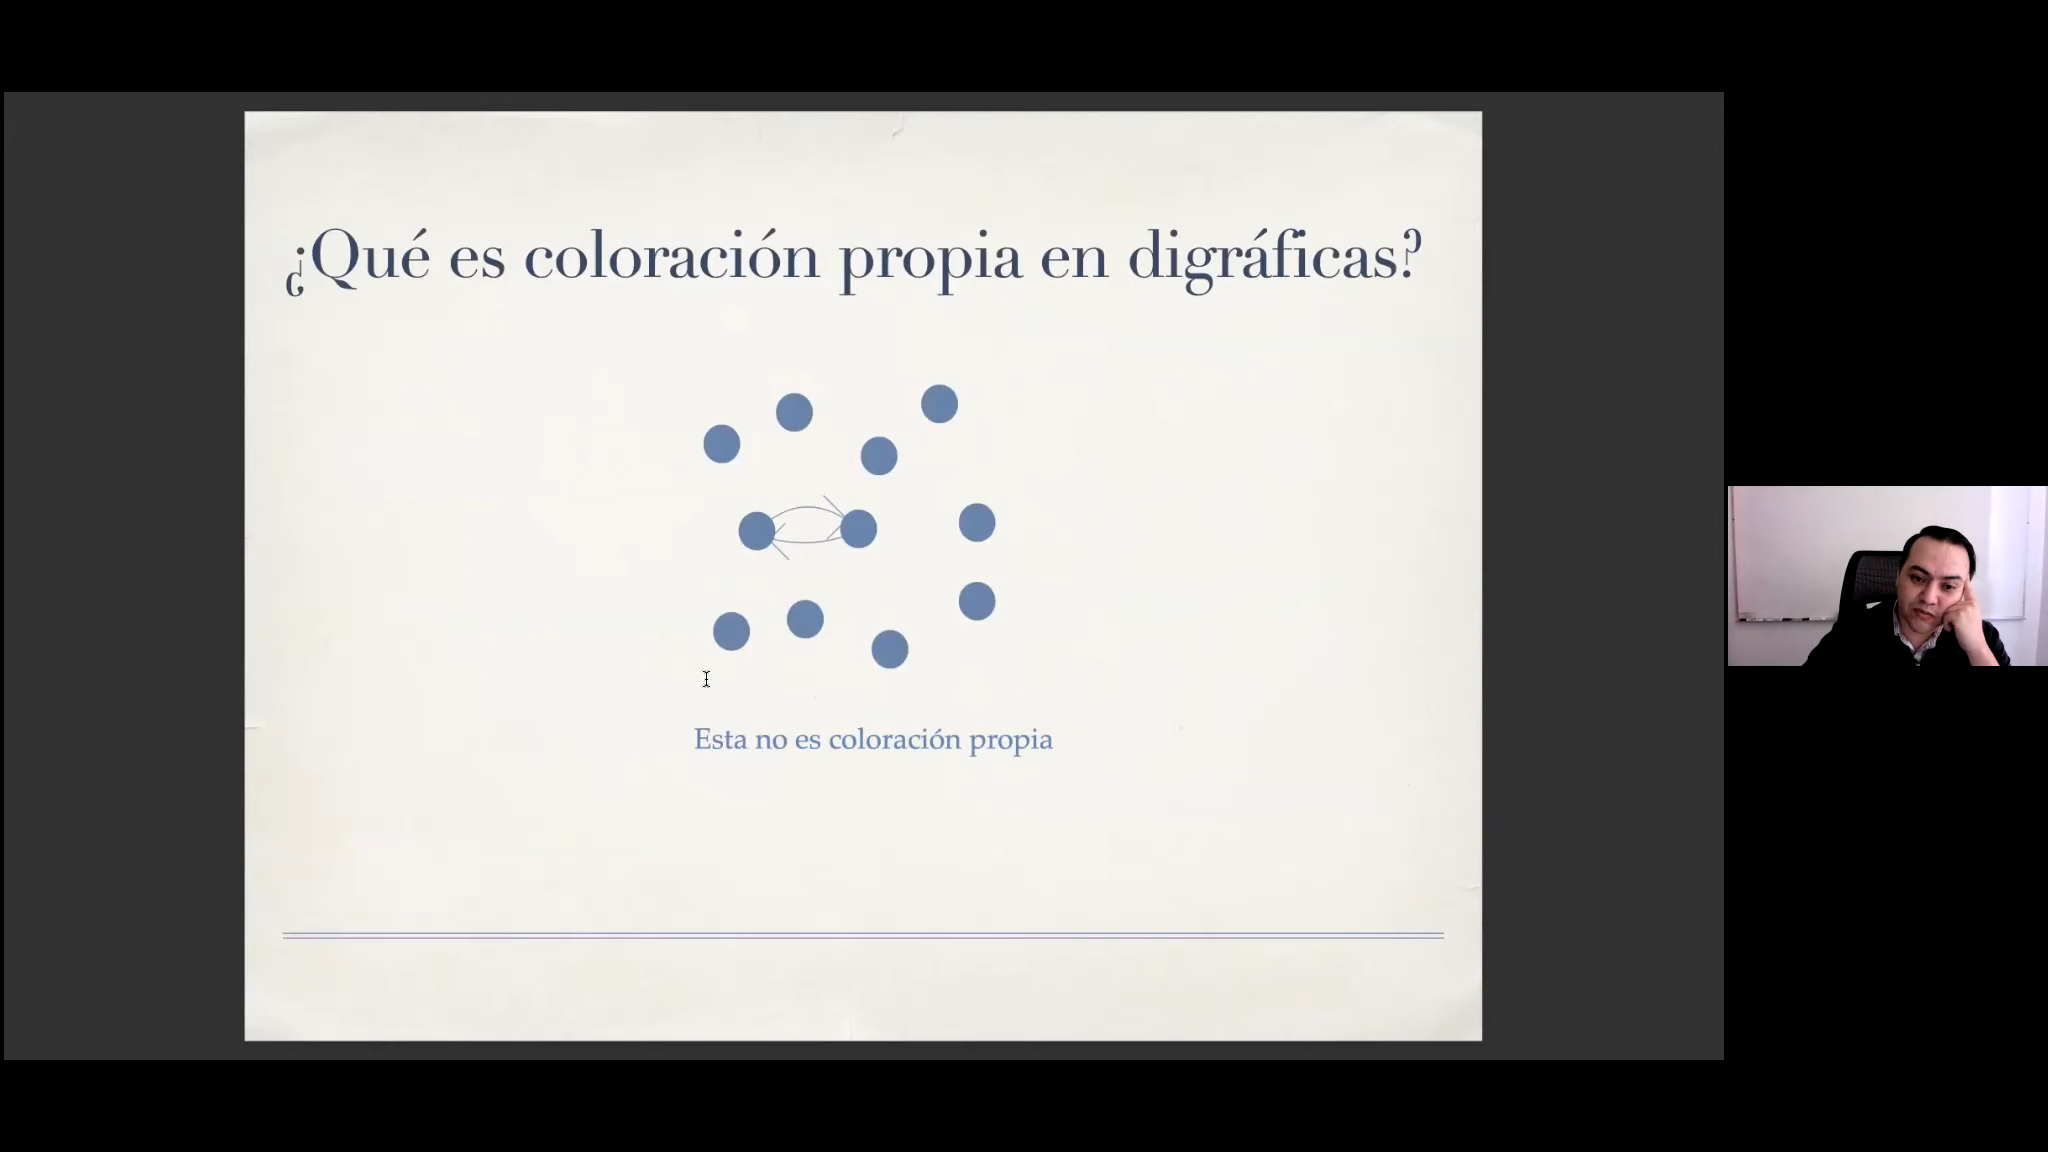 ¿Qué es coloración propia en digráficas?
Esta no es coloración propia